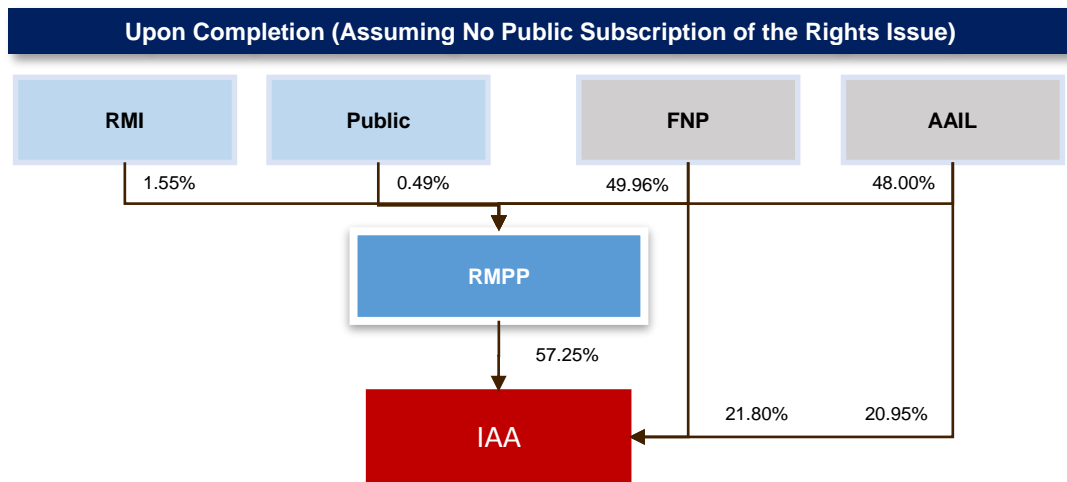 Upon Completion (Assuming No Public Subscription of the Rights Issue)
RMI
Public
FNP
AAIL
1.55%
0.49%
49.96%
48.00%
RMPP
57.25%
21.80%
20.95%
IAA